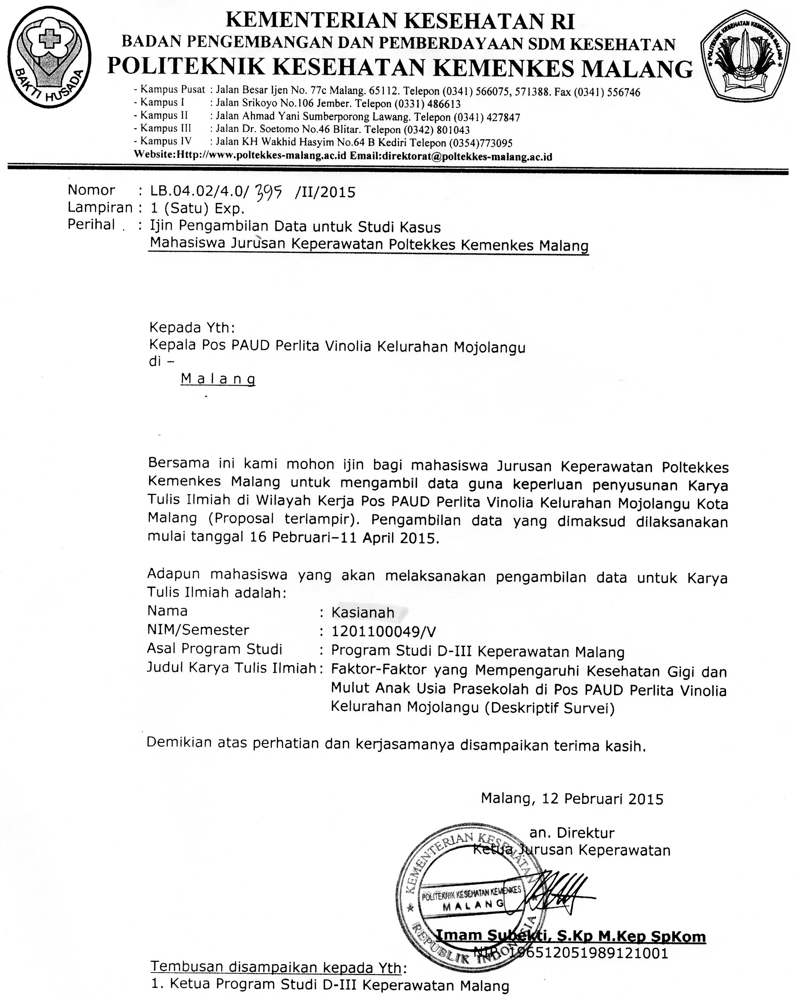 KEMENTERIAN KESEHATAN RI
BADAN PENGEMBANGAN DAN PEMBERDAYAAN SDM KESEHATAN
POLITEKNIK KESEHATAN KEMENKES MALANG
- Kampus Pusat : Jalan Besar Ijen No. 77c Malang. 65112. Telepon (0341) 566075, 571388. Fax (0341) 556746
- Kampus I : Jalan Srikoyo No.106 Jember. Telepon (0331) 486613
- Kampus II : Jalan Ahmad Yani Sumberporong Lawang. Telepon (0341) 427847
- Kampus III : Jalan Dr. Soetomo No.46 Blitar. Telepon (0342) 801043
- Kampus IV : Jalan KH Wakhid Hasyim No.64 B Kediri Telepon (0354)773095
Website:Http://www.poltekkes-malang.ac.id Email:direktorat@poltekkes-malang.ac.id
BAKTI HUSADA
POLITEKNIK KESEHATAN KEMENKES MALANG
Nomor : LB.04.02/4.0/ 395 /II/2015
Lampiran : 1 (Satu) Exp.
Perihal : Ijin Pengambilan Data untuk Studi Kasus
Mahasiswa Jurusan Keperawatan Poltekkes Kemenkes Malang
Kepada Yth:
Kepala Pos PAUD Perlita Vinolia Kelurahan Mojolangu
di –
M a l a n g
Bersama ini kami mohon ijin bagi mahasiswa Jurusan Keperawatan Poltekkes
Kemenkes Malang untuk mengambil data guna keperluan penyusunan Karya
Tulis Ilmiah di Wilayah Kerja Pos PAUD Perlita Vinolia Kelurahan Mojolangu Kota
Malang (Proposal terlampir). Pengambilan data yang dimaksud dilaksanakan
mulai tanggal 16 Pebruari–11 April 2015.
Adapun mahasiswa yang akan melaksanakan pengambilan data untuk Karya
Tulis Ilmiah adalah:
Nama : Kasianah
NIM/Semester : 1201100049/V
Asal Program Studi : Program Studi D-III Keperawatan Malang
Judul Karya Tulis Ilmiah : Faktor-Faktor yang Mempengaruhi Kesehatan Gigi dan
Mulut Anak Usia Prasekolah di Pos PAUD Perlita Vinolia
Kelurahan Mojolangu (Deskriptif Survei)
Demikian atas perhatian dan kerjasamanya disampaikan terima kasih.
Malang, 12 Pebruari 2015
an. Direktur
Ketua Jurusan Keperawatan
KEMENTERIAN KESEHATAN
POLITEKNIK KESEHATAN KEMENKES
MALANG
REPUBLIK INDONESIA
Imam Subekti, S.Kp M.Kep SpKom
NIP. 196512051989121001
Tembusan disampaikan kepada Yth:
1. Ketua Program Studi D-III Keperawatan Malang